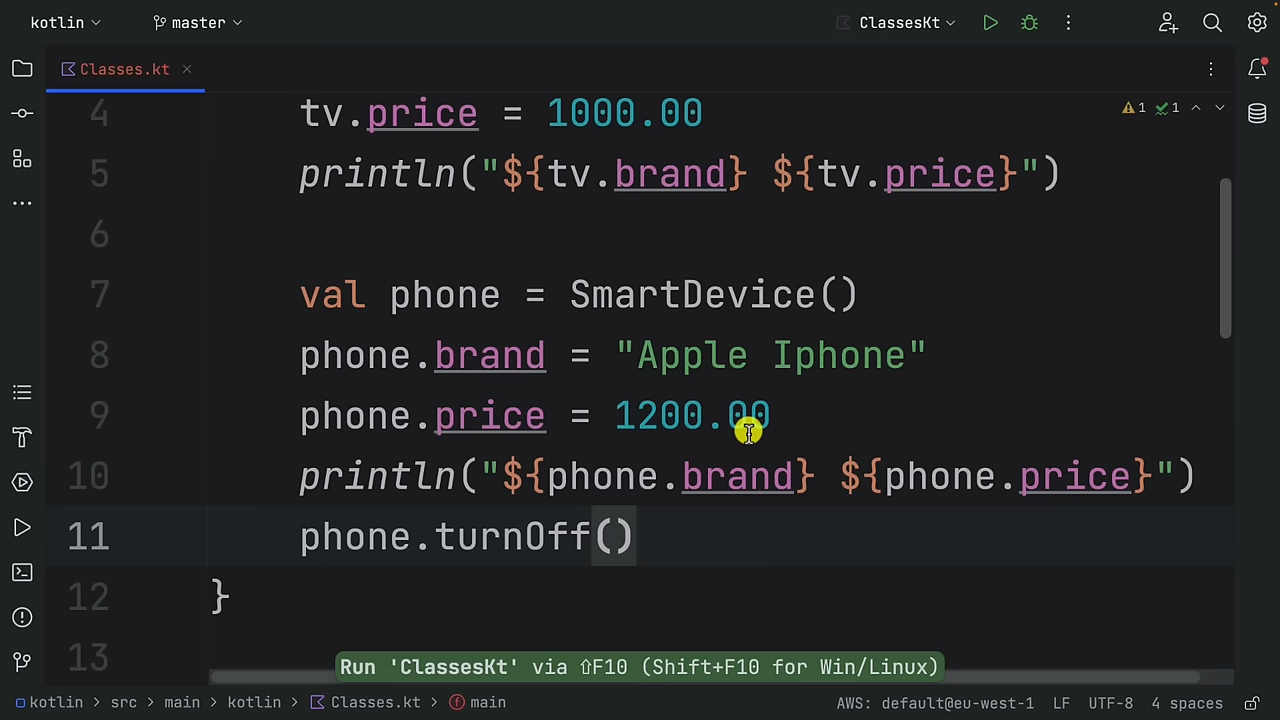 kotlin master ClassesKt
Classes.kt
4 tv.price = 1000.00
1 1
5 println("${tv.brand} ${tv.price}")
6
7 val phone = SmartDevice()
8 phone.brand = "Apple Iphone"
9 phone.price = 1200.00
10 println("${phone.brand} ${phone.price}")
11 phone.turnOff()
12 }
13
Run 'ClassesKt' via ⇧F10 (Shift+F10 for Win/Linux)
kotlin > src > main > kotlin > Classes.kt > main AWS: default@eu-west-1 LF UTF-8 4 spaces